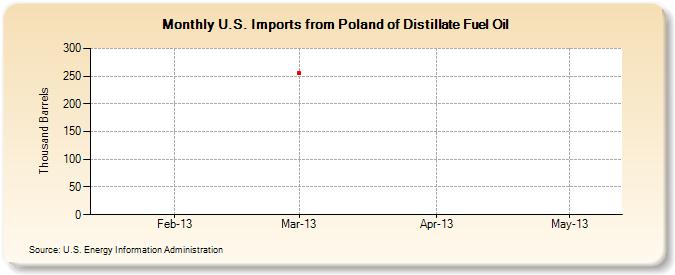 Monthly U.S. Imports from Poland of Distillate Fuel Oil
Thousand Barrels
300
250
200
150
100
50
0
Feb-13 Mar-13 Apr-13 May-13
Source: U.S. Energy Information Administration